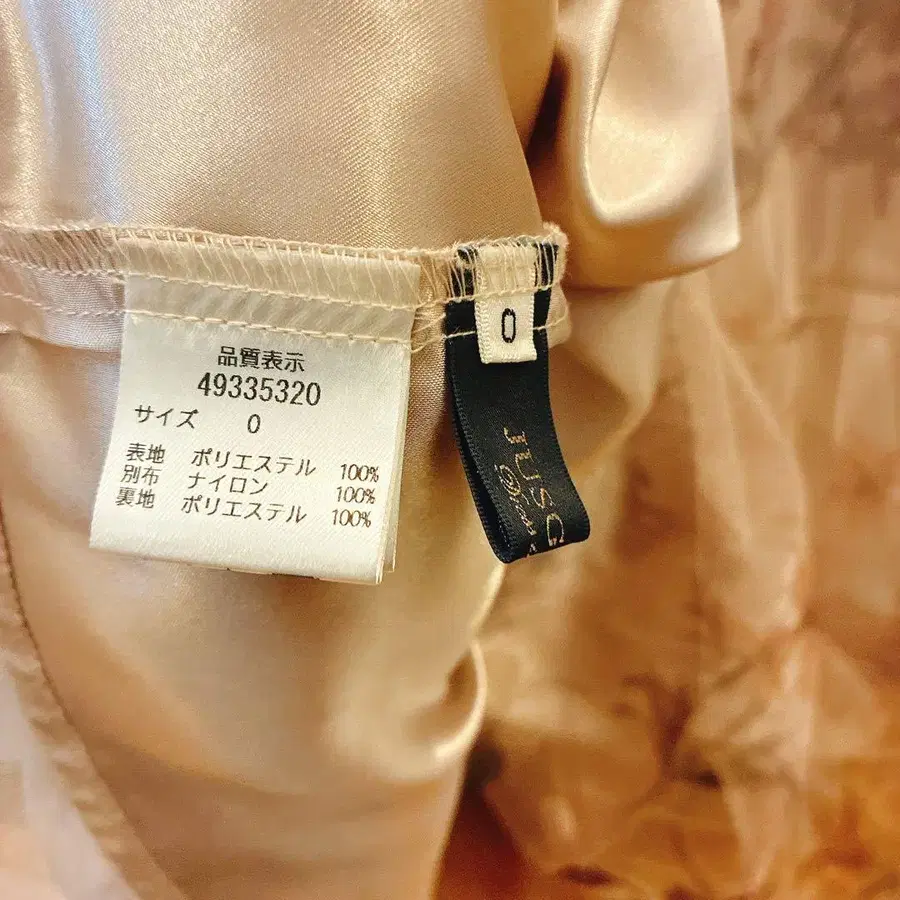 品質表示
49335320
サイズ 0
表地 ポリエステル 100%
別布 ナイロン 100%
裏地 ポリエステル 100%
0
JUSG